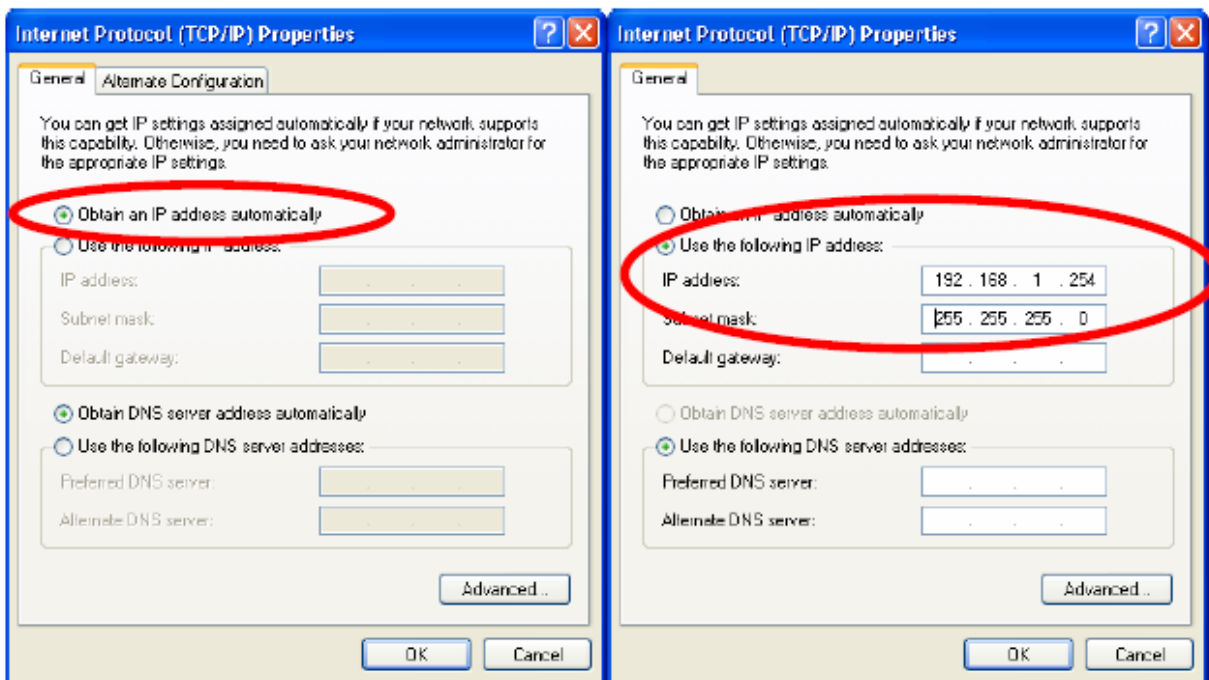 Internet Protocol (TCP/IP) Properties
General
Alternate Configuration
You can get IP settings assigned automatically if your network supports
this capability. Otherwise, you need to ask your network administrator for
the appropriate IP settings.
Obtain an IP address automatically
Use the following IP address:
IP address:
Subnet mask:
Default gateway:
Obtain DNS server address automatically
Use the following DNS server addresses:
Preferred DNS server:
Alternate DNS server:
Advanced...
OK
Cancel
Internet Protocol (TCP/IP) Properties
General
You can get IP settings assigned automatically if your network supports
this capability. Otherwise, you need to ask your network administrator for
the appropriate IP settings.
Obtain an IP address automatically
Use the following IP address:
IP address: 192 . 168 . 1 . 254
Subnet mask: 255 . 255 . 255 . 0
Default gateway:
Obtain DNS server address automatically
Use the following DNS server addresses:
Preferred DNS server:
Alternate DNS server:
Advanced...
OK
Cancel